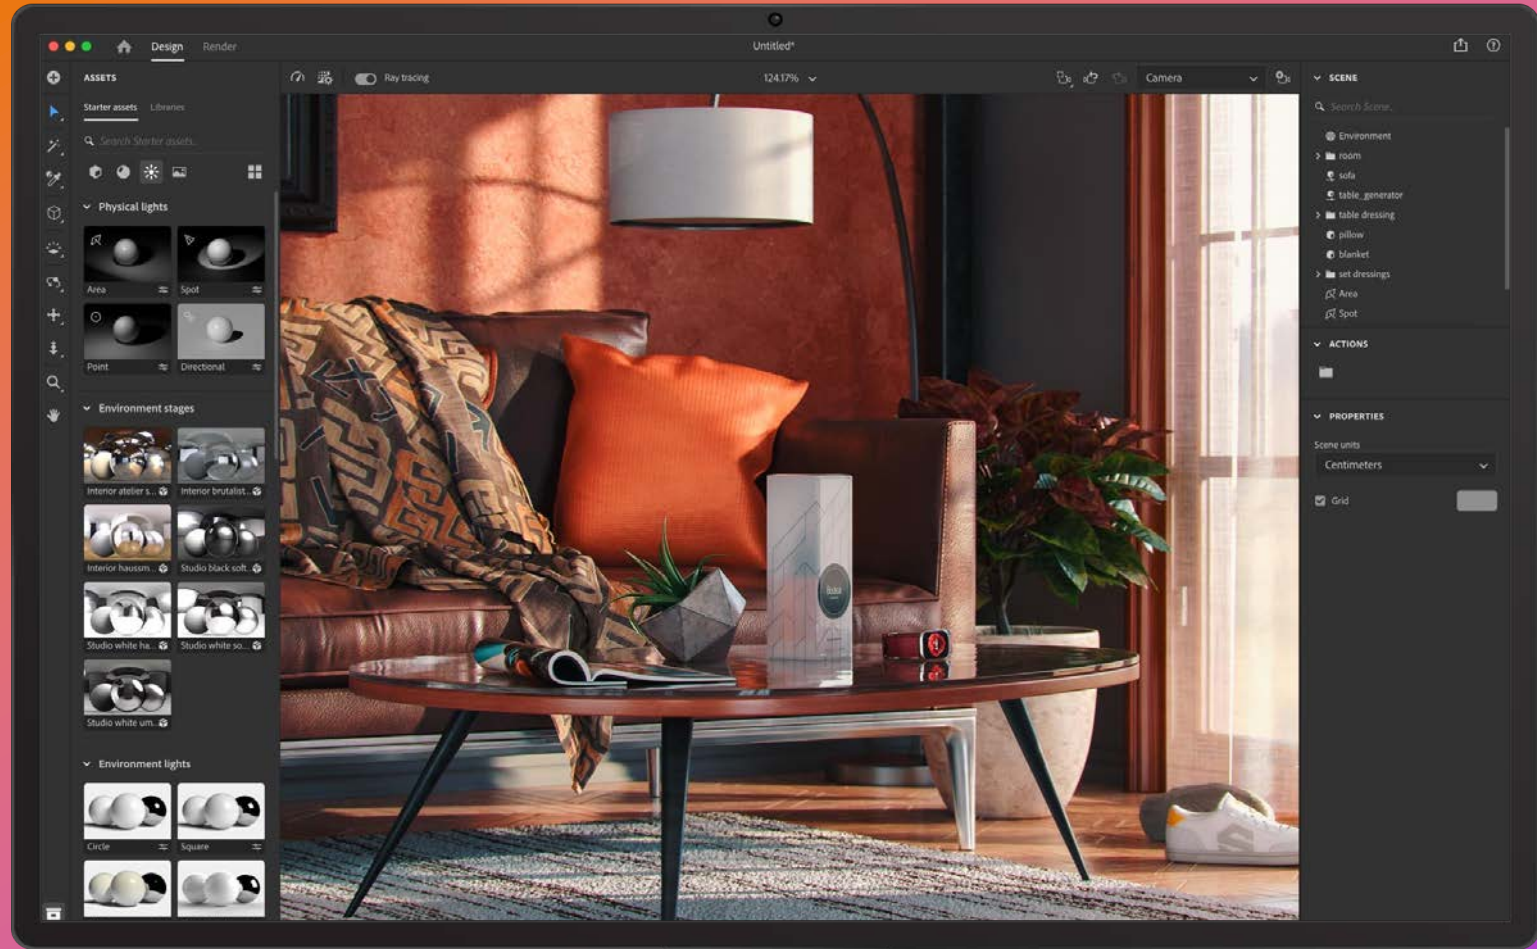 Design Render Untitled*
ASSETS
Starter assets Libraries
Search Starter assets...
Physical lights
Area Spot
Point Directional
Environment stages
Interior atelier s... Interior brutalist...
Interior haussm... Studio black soft...
Studio white ha... Studio white so...
Studio white um...
Environment lights
Circle Square
Ray tracing 124.17% Camera
SCENE
Search Scene...
Environment
room
sofa
table_generator
table dressing
pillow
blanket
set dressings
Area
Spot
ACTIONS
PROPERTIES
Scene units
Centimeters
Grid